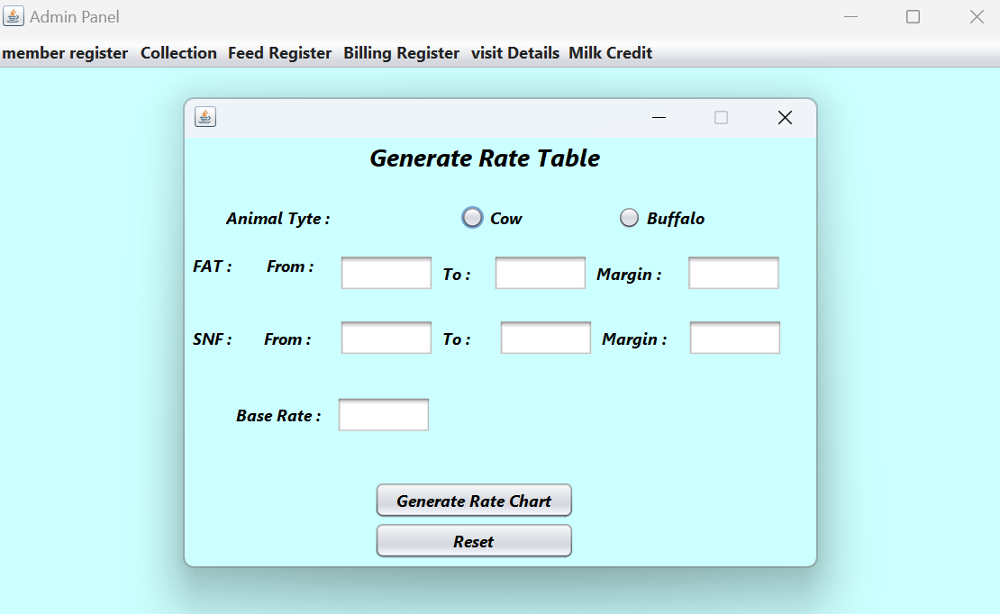 Admin Panel
member register Collection Feed Register Billing Register visit Details Milk Credit
Generate Rate Table
Animal Tyte : Cow Buffalo
FAT : From : To : Margin :
SNF : From : To : Margin :
Base Rate :
Generate Rate Chart
Reset